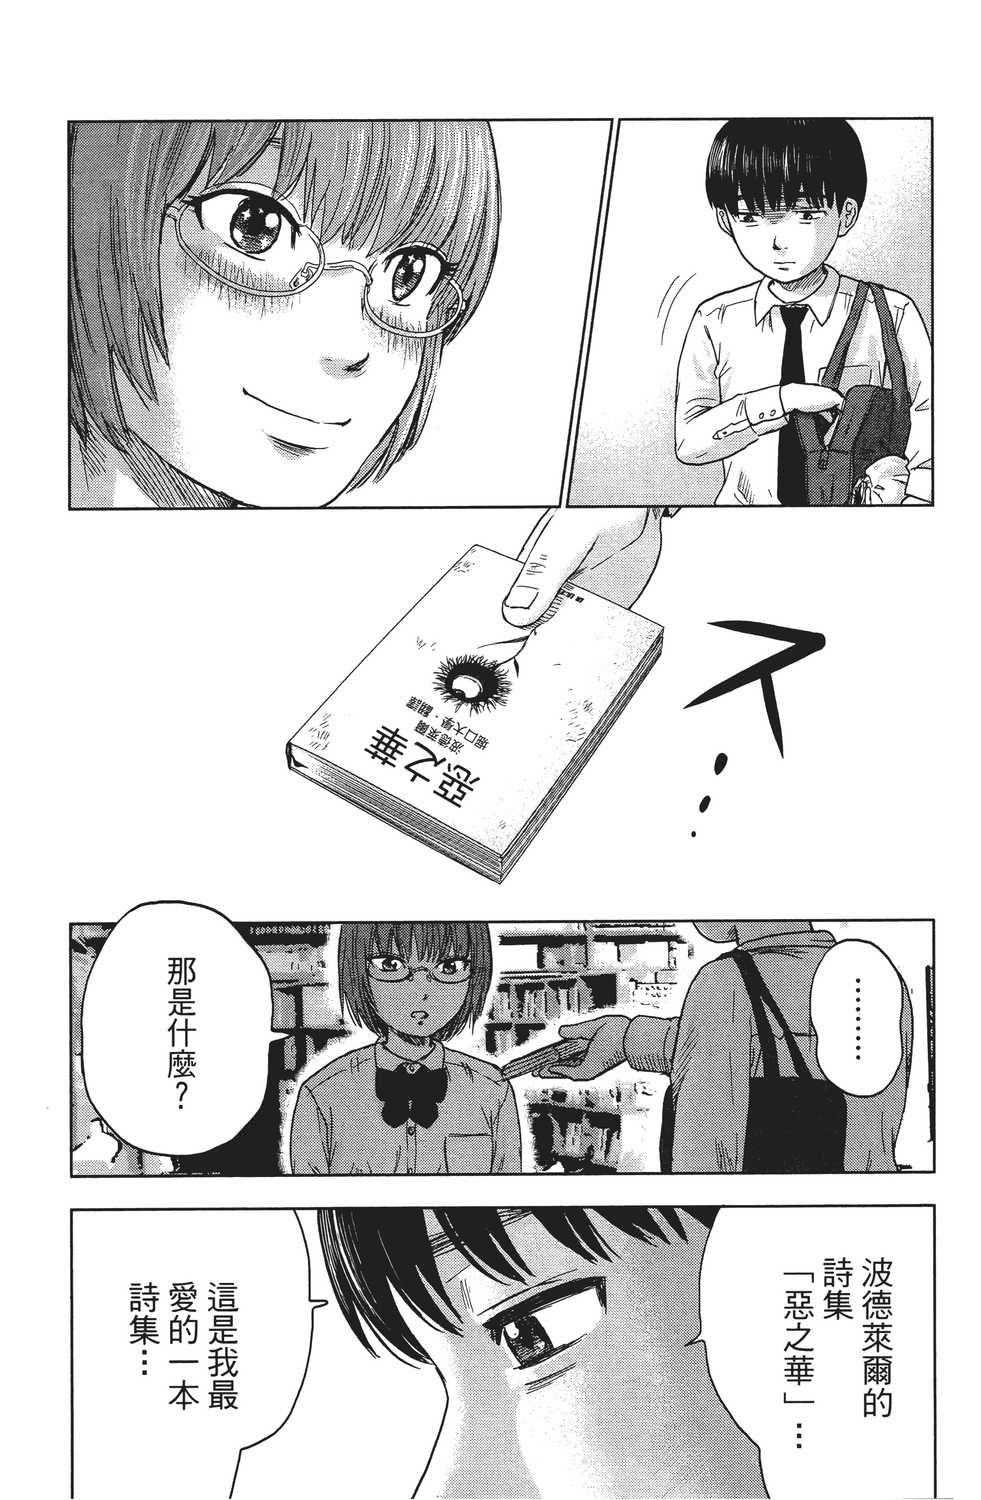 惡之華
波德萊爾
堀口大學・翻譯
ス
…………
那是什麼?
波德萊爾的
詩集
「惡之華」…
這是我最
愛的一本
詩集…